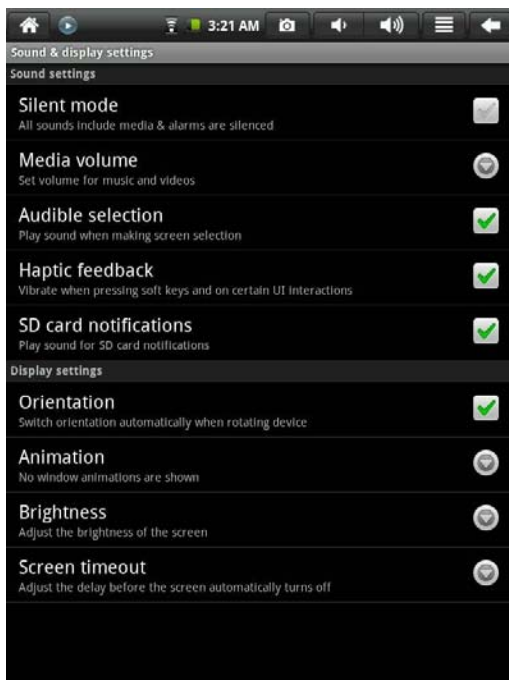 3:21 AM
Sound & display settings
Sound settings
Silent mode
All sounds include media & alarms are silenced
Media volume
Set volume for music and videos
Audible selection
Play sound when making screen selection
Haptic feedback
Vibrate when pressing soft keys and on certain UI interactions
SD card notifications
Play sound for SD card notifications
Display settings
Orientation
Switch orientation automatically when rotating device
Animation
No window animations are shown
Brightness
Adjust the brightness of the screen
Screen timeout
Adjust the delay before the screen automatically turns off